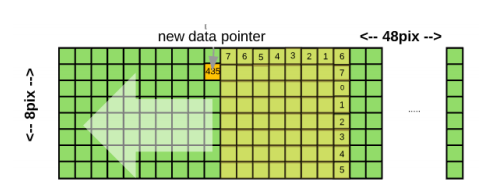 new data pointer
<-- 48pix -->
<-- 8pix -->
7 6 5 4 3 2 1 6
435 7
0
1
2
3
4
5
.....